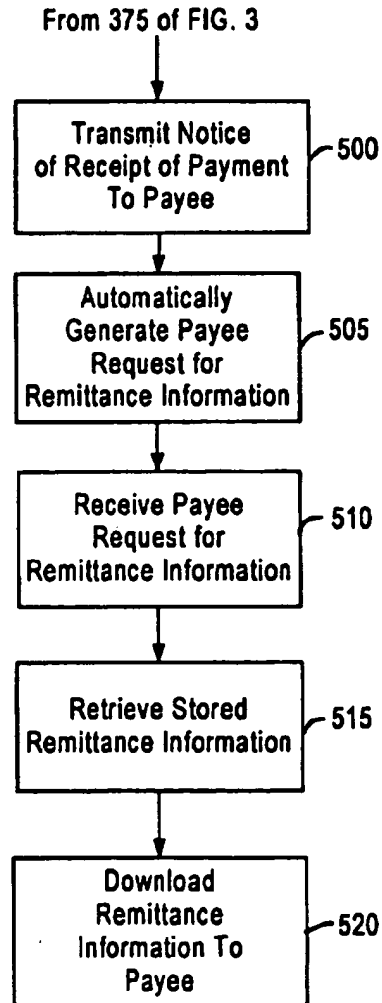 From 375 of FIG. 3
Transmit Notice
of Receipt of Payment
To Payee
500
Automatically
Generate Payee
Request for
Remittance Information
505
Receive Payee
Request for
Remittance Information
510
Retrieve Stored
Remittance Information
515
Download
Remittance
Information To
Payee
520